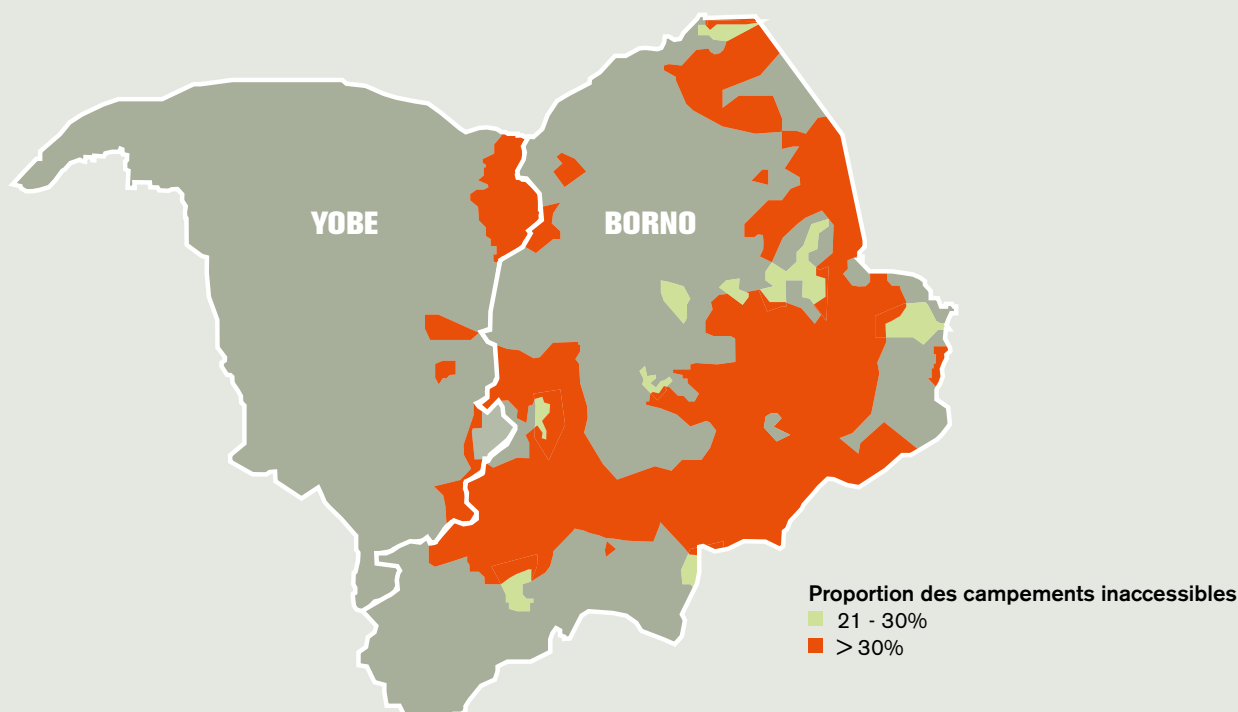 YOBE
BORNO
Proportion des campements inaccessibles
21 - 30%
> 30%